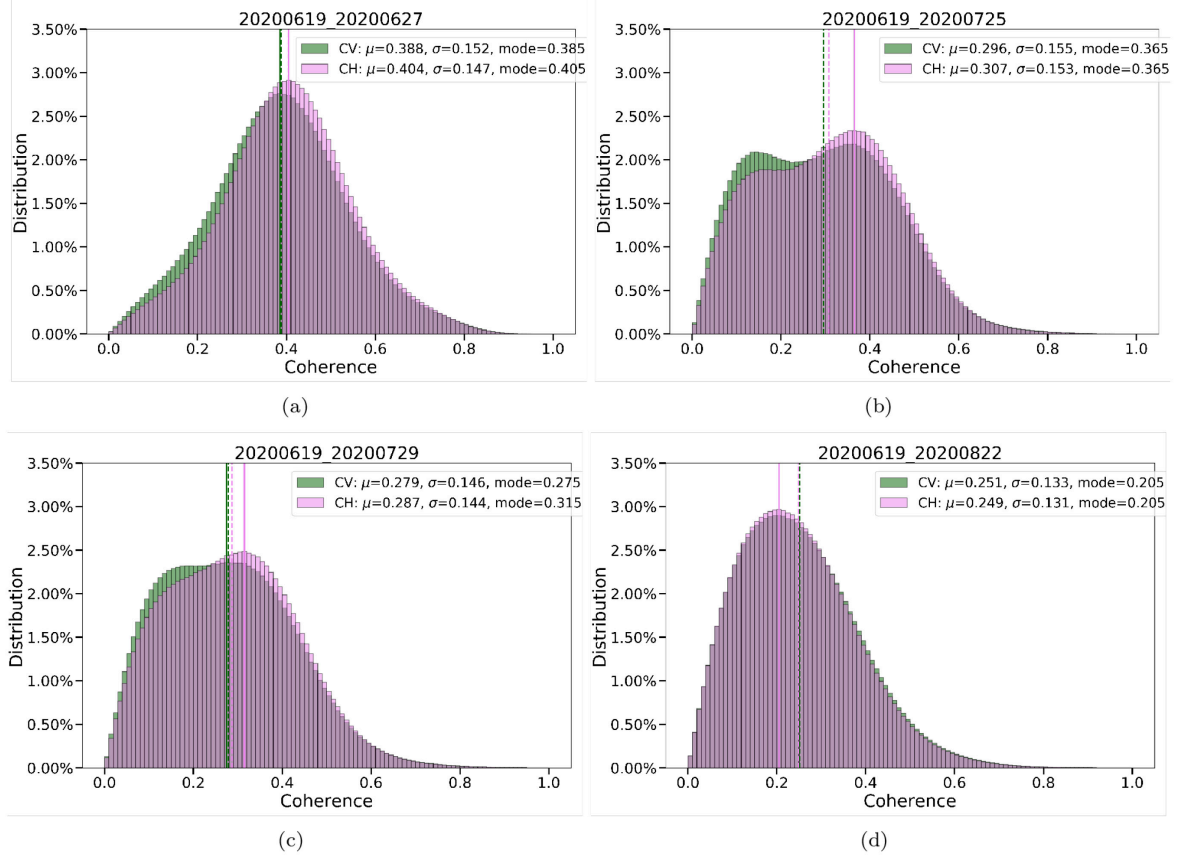 20200619_20200627
3.50%
3.00%
2.50%
2.00%
1.50%
1.00%
0.50%
0.00%
Distribution
CV: μ=0.388, σ=0.152, mode=0.385
CH: μ=0.404, σ=0.147, mode=0.405
0.0 0.2 0.4 0.6 0.8 1.0
Coherence
(a)
20200619_20200725
3.50%
3.00%
2.50%
2.00%
1.50%
1.00%
0.50%
0.00%
Distribution
CV: μ=0.296, σ=0.155, mode=0.365
CH: μ=0.307, σ=0.153, mode=0.365
0.0 0.2 0.4 0.6 0.8 1.0
Coherence
(b)
20200619_20200729
3.50%
3.00%
2.50%
2.00%
1.50%
1.00%
0.50%
0.00%
Distribution
CV: μ=0.279, σ=0.146, mode=0.275
CH: μ=0.287, σ=0.144, mode=0.315
0.0 0.2 0.4 0.6 0.8 1.0
Coherence
(c)
20200619_20200822
3.50%
3.00%
2.50%
2.00%
1.50%
1.00%
0.50%
0.00%
Distribution
CV: μ=0.251, σ=0.133, mode=0.205
CH: μ=0.249, σ=0.131, mode=0.205
0.0 0.2 0.4 0.6 0.8 1.0
Coherence
(d)